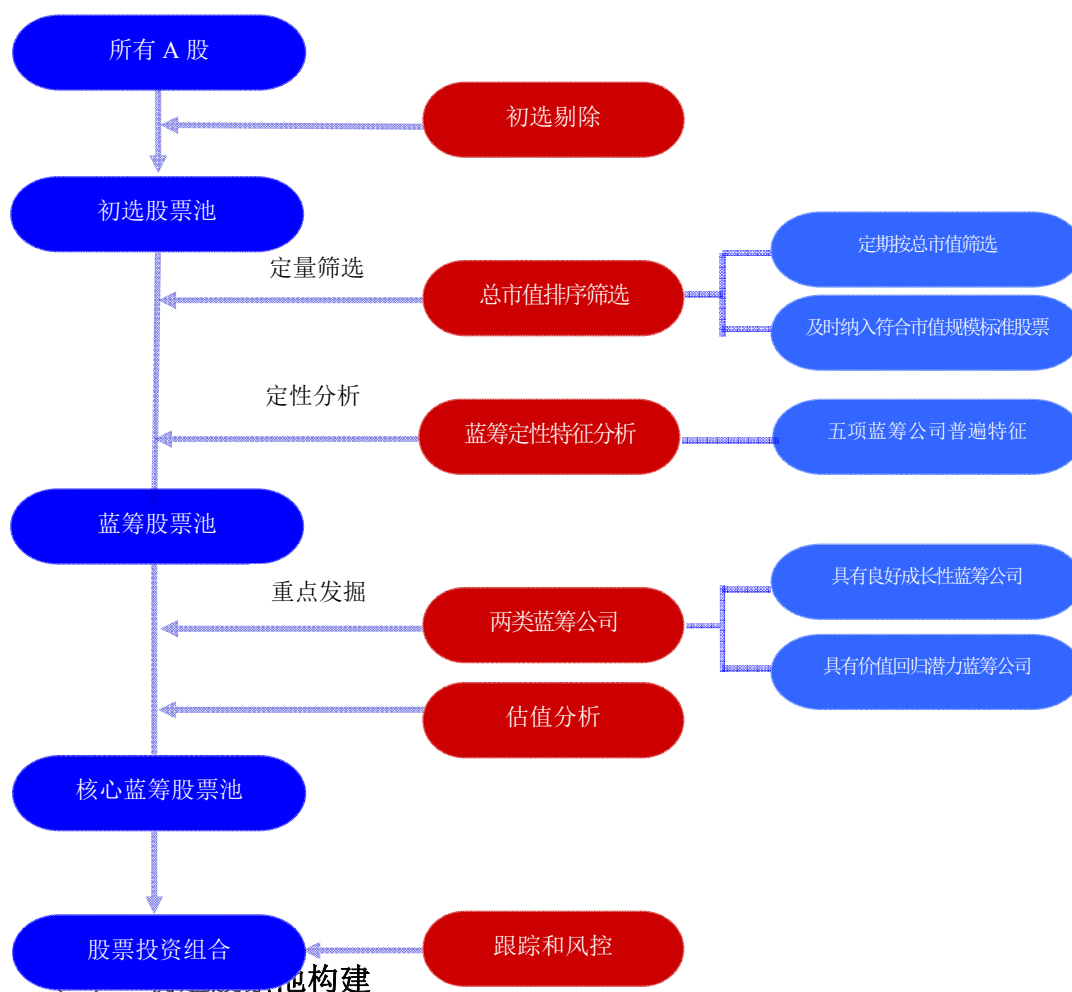 所有 A 股
初选剔除
初选股票池
定期按总市值筛选
定量筛选
总市值排序筛选
及时纳入符合市值规模标准股票
定性分析
蓝筹定性特征分析
五项蓝筹公司普遍特征
蓝筹股票池
具有良好成长性蓝筹公司
重点发掘
两类蓝筹公司
具有价值回归潜力蓝筹公司
估值分析
核心蓝筹股票池
股票投资组合
跟踪和风控
池构建